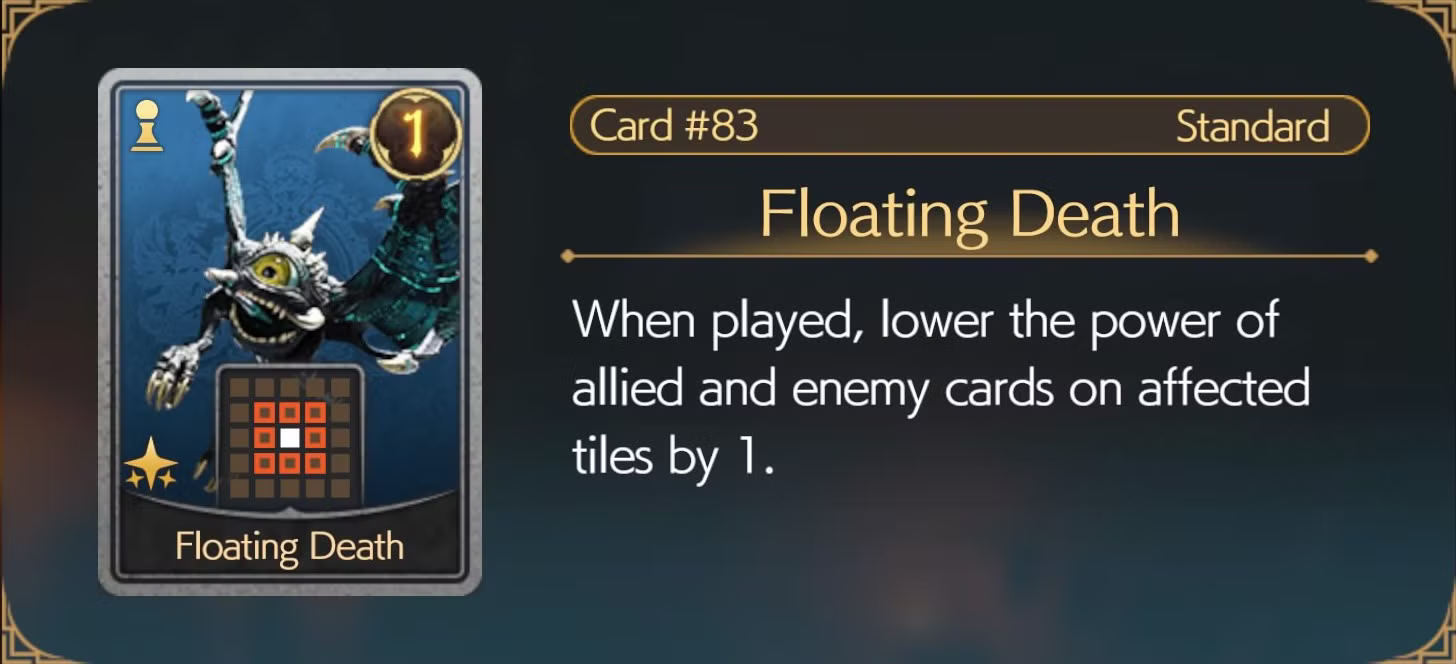 1
Card #83 Standard
Floating Death
When played, lower the power of
allied and enemy cards on affected
tiles by 1.
Floating Death